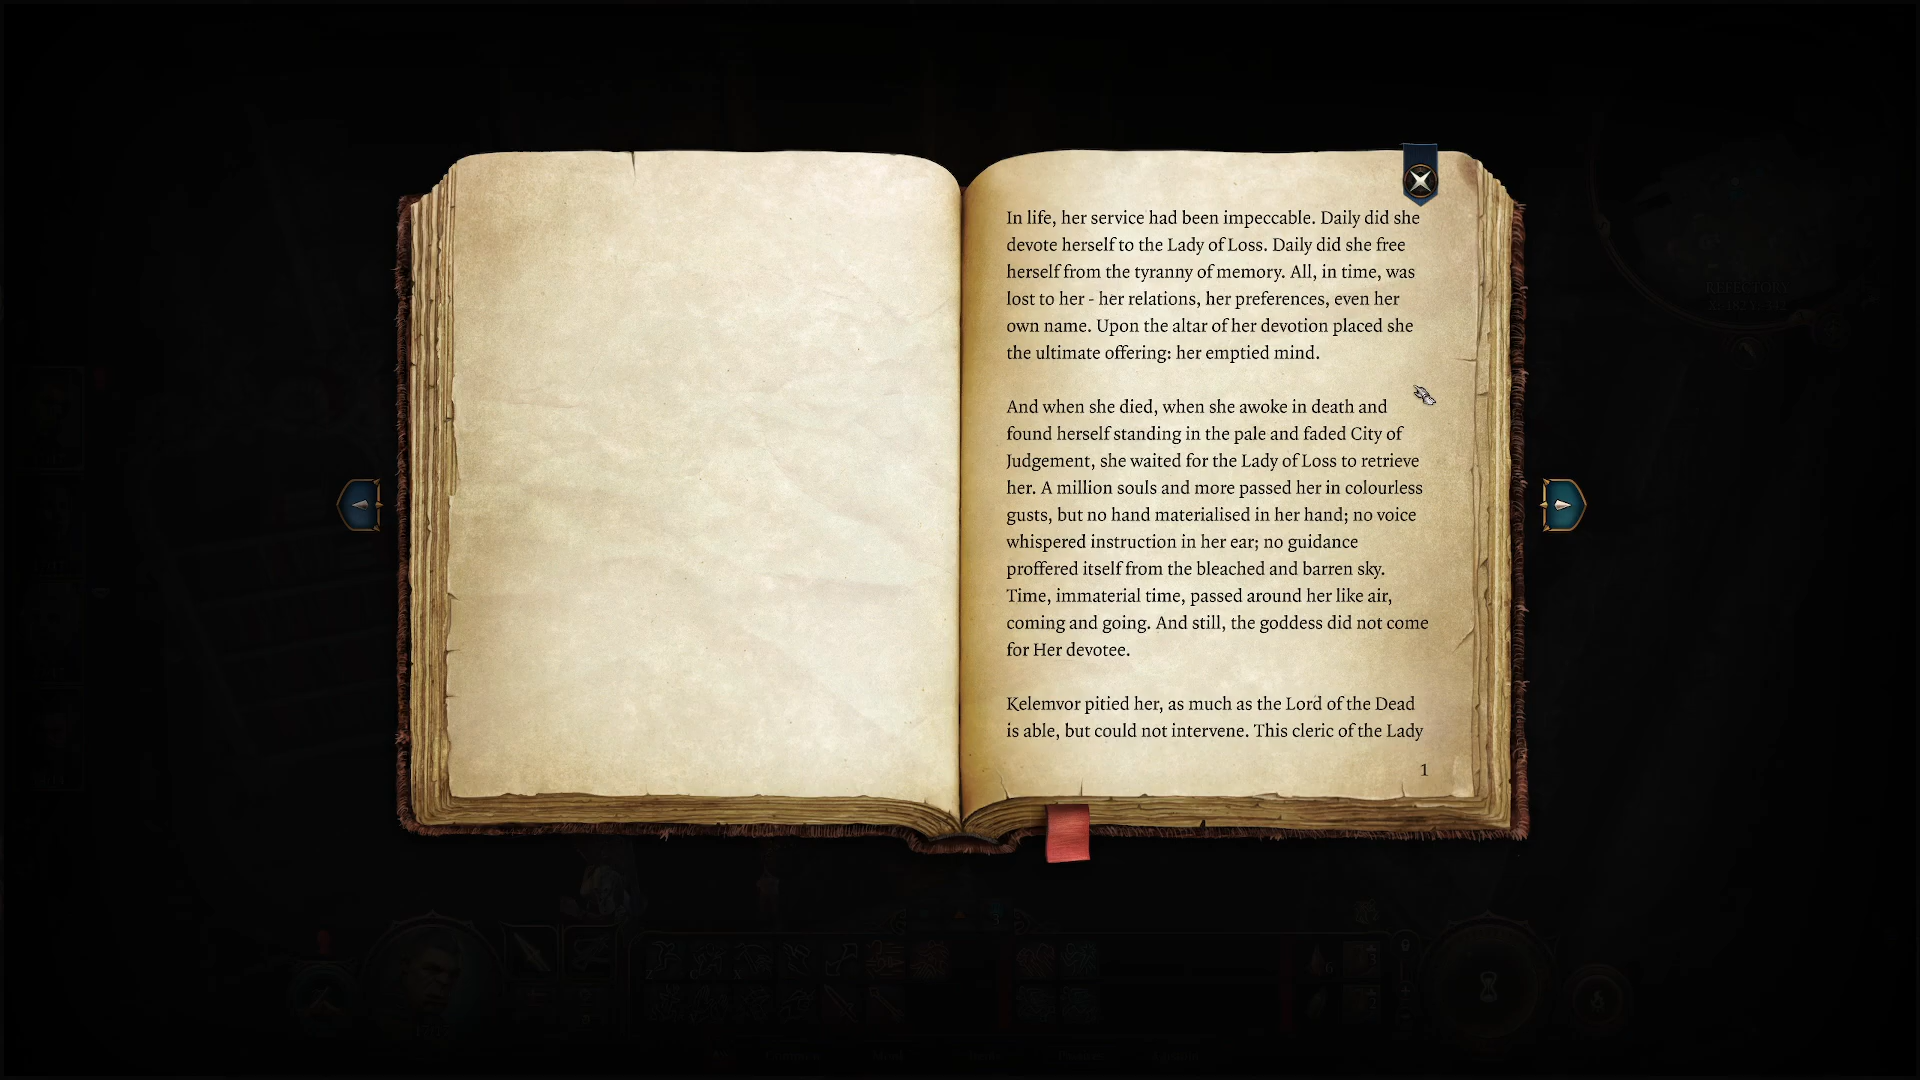 In life, her service had been impeccable. Daily did she
devote herself to the Lady of Loss. Daily did she free
herself from the tyranny of memory. All, in time, was
lost to her - her relations, her preferences, even her
own name. Upon the altar of her devotion placed she
the ultimate offering: her emptied mind.
And when she died, when she awoke in death and
found herself standing in the pale and faded City of
Judgement, she waited for the Lady of Loss to retrieve
her. A million souls and more passed her in colourless
gusts, but no hand materialised in her hand; no voice
whispered instruction in her ear; no guidance
proffered itself from the bleached and barren sky.
Time, immaterial time, passed around her like air,
coming and going. And still, the goddess did not come
for Her devotee.
Kelemvor pitied her, as much as the Lord of the Dead
is able, but could not intervene. This cleric of the Lady
1
REFECTORY